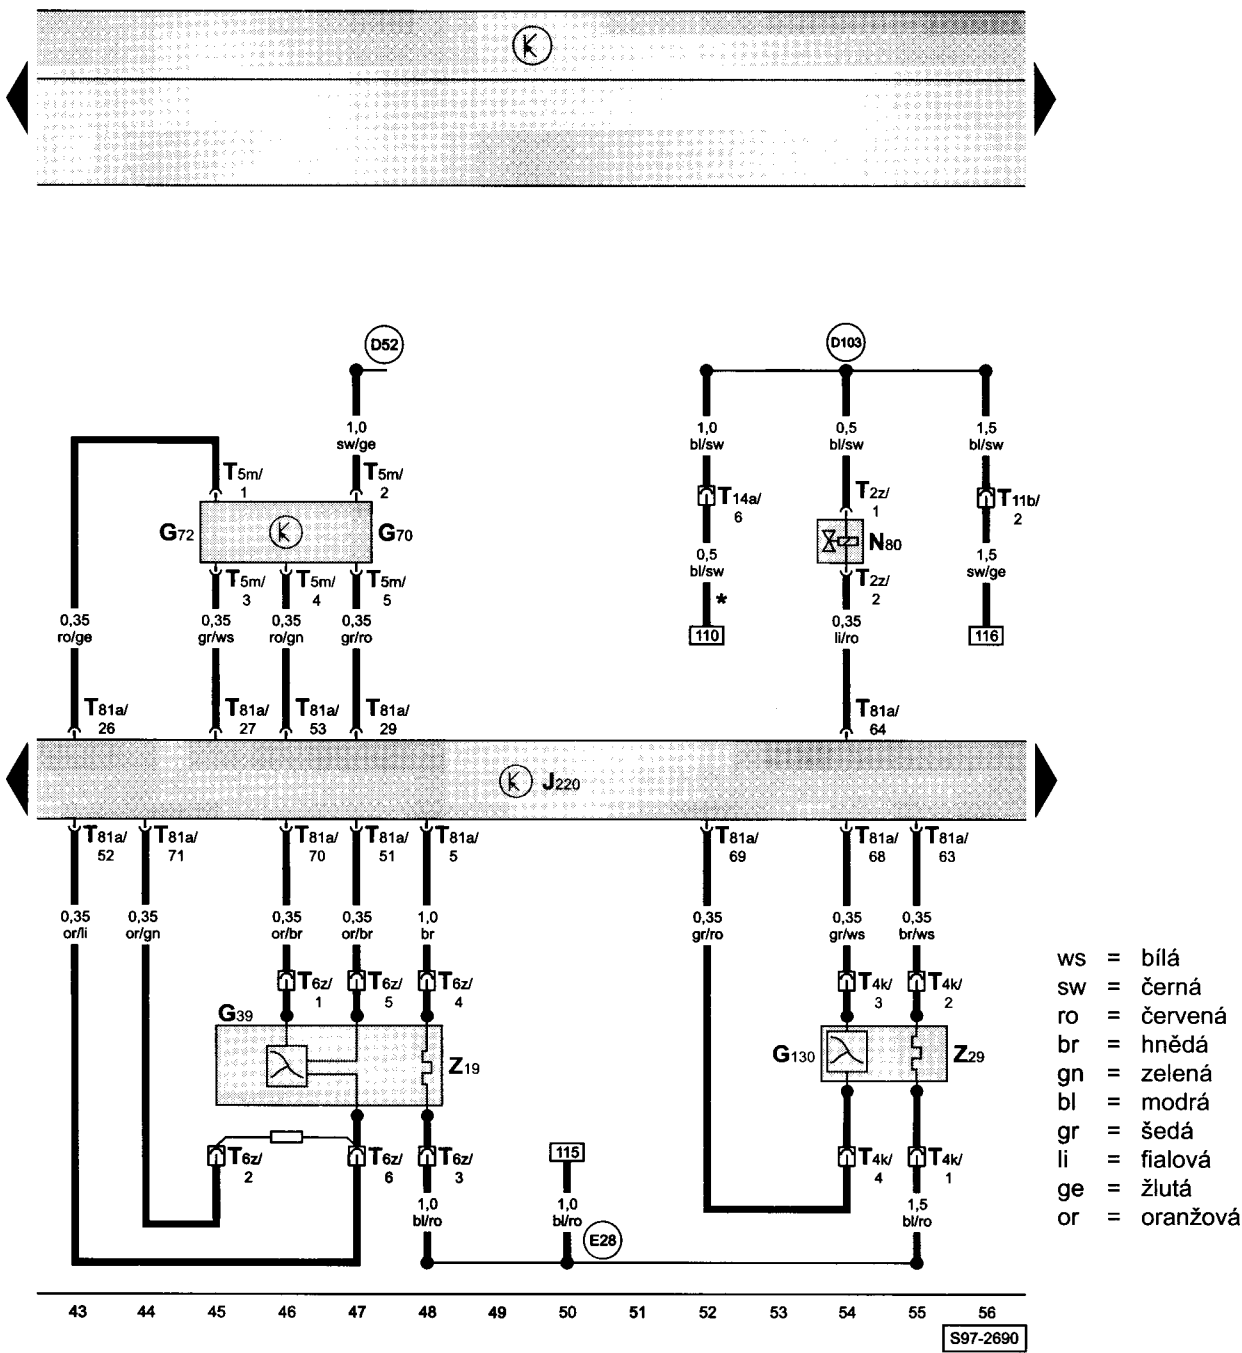 D52
D103
1,0
sw/ge
1,0
bl/sw
0,5
bl/sw
1,5
bl/sw
T5m/
1
T5m/
2
T14a/
6
T2z/
1
T11b/
2
G72
G70
N80
0,5
bl/sw
1,5
sw/ge
T5m/
3
T5m/
4
T5m/
5
T2z/
2
*
0,35
ro/ge
0,35
gr/ws
0,35
ro/gn
0,35
gr/ro
110
0,35
li/ro
116
T81a/
26
T81a/
27
T81a/
53
T81a/
29
T81a/
64
J220
T81a/
52
T81a/
71
T81a/
70
T81a/
51
T81a/
5
T81a/
69
T81a/
68
T81a/
63
0,35
or/li
0,35
or/gn
0,35
or/br
0,35
or/br
1,0
br
0,35
gr/ro
0,35
gr/ws
0,35
br/ws
T6z/
1
T6z/
5
T6z/
4
T4k/
3
T4k/
2
G39
Z19
G130
Z29
T6z/
2
T6z/
6
T6z/
3
115
T4k/
4
T4k/
1
1,0
bl/ro
1,0
bl/ro
1,5
bl/ro
E28
ws = bílá
sw = černá
ro = červená
br = hnědá
gn = zelená
bl = modrá
gr = šedá
li = fialová
ge = žlutá
or = oranžová
43 44 45 46 47 48 49 50 51 52 53 54 55 56
S97-2690